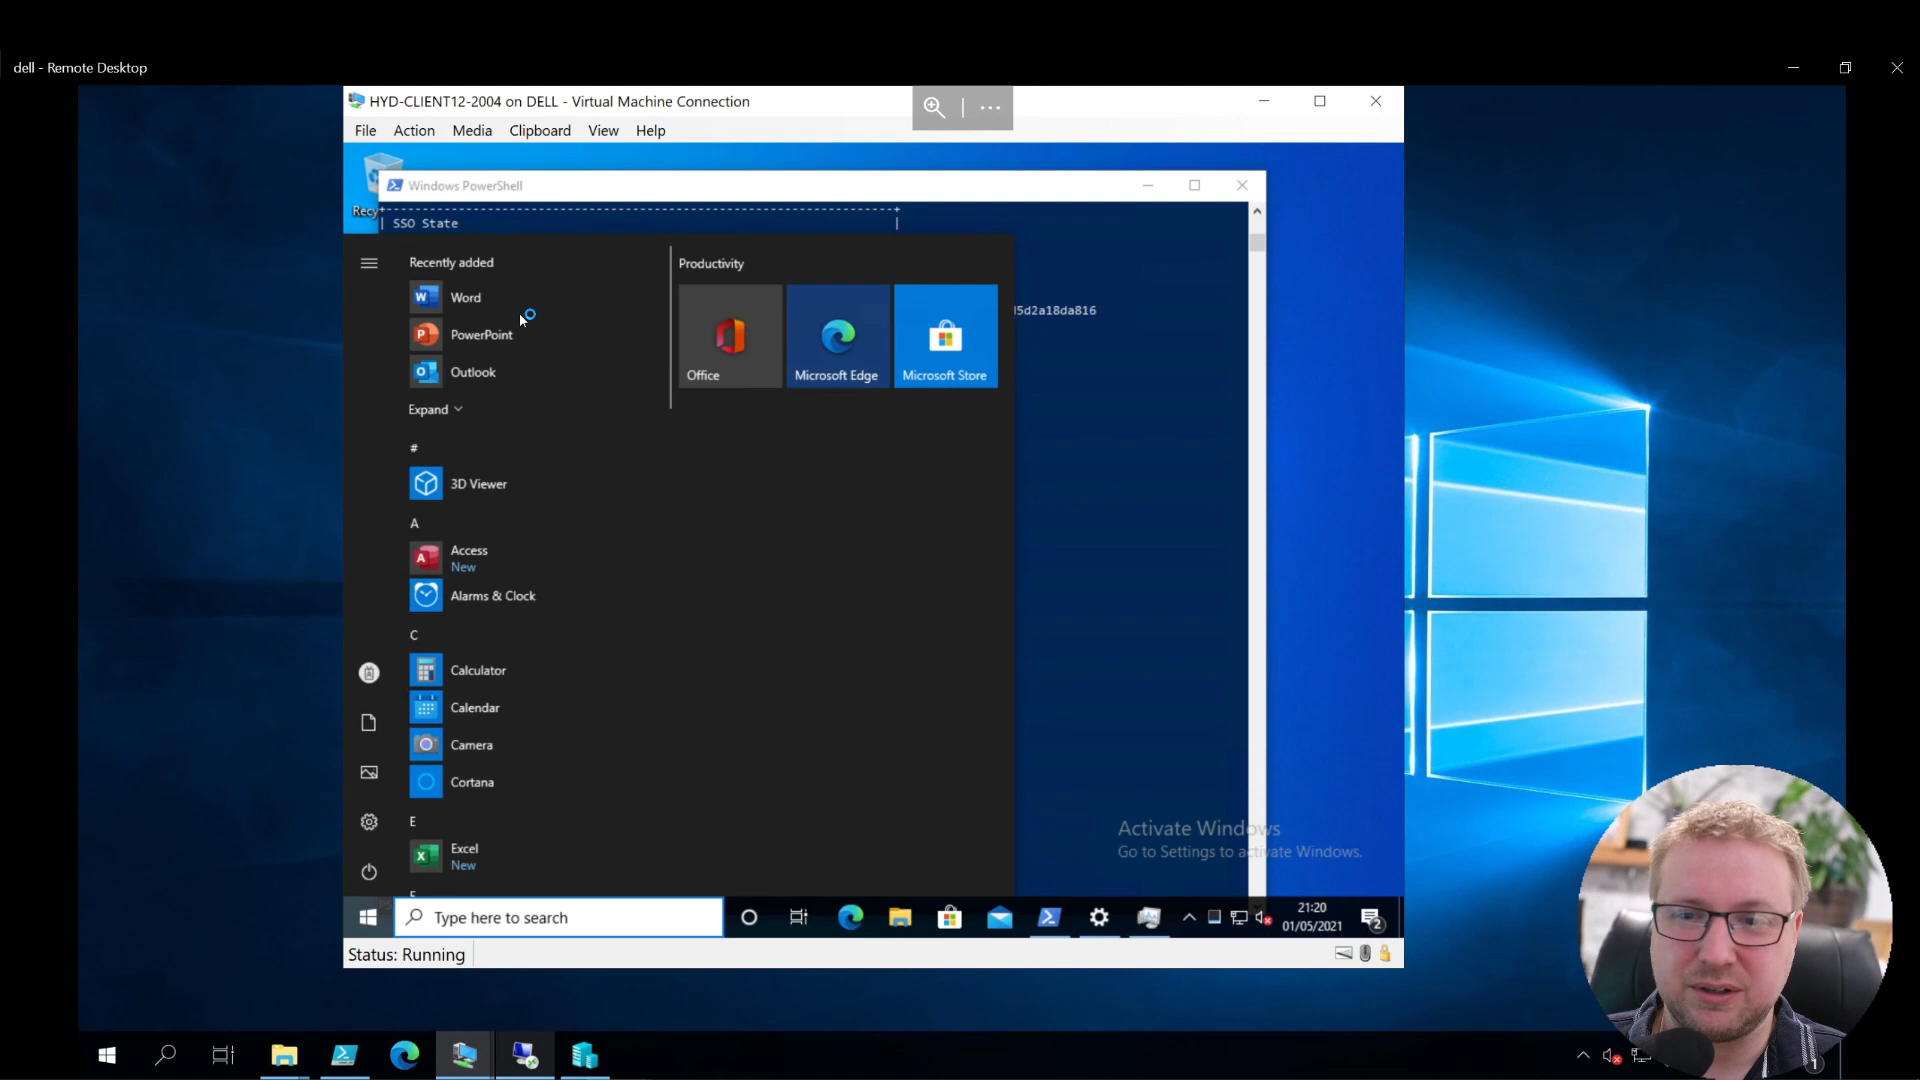 dell - Remote Desktop
HYD-CLIENT12-2004 on DELL - Virtual Machine Connection
File Action Media Clipboard View Help
Windows PowerShell
SSO State
Recently added
Word
PowerPoint
Outlook
Expand
#
3D Viewer
A
Access
New
Alarms & Clock
C
Calculator
Calendar
Camera
Cortana
E
Excel
New
Productivity
Office
Microsoft Edge
Microsoft Store
Activate Windows
Go to Settings to activate Windows.
Type here to search
21:20
01/05/2021
2
Status: Running
1